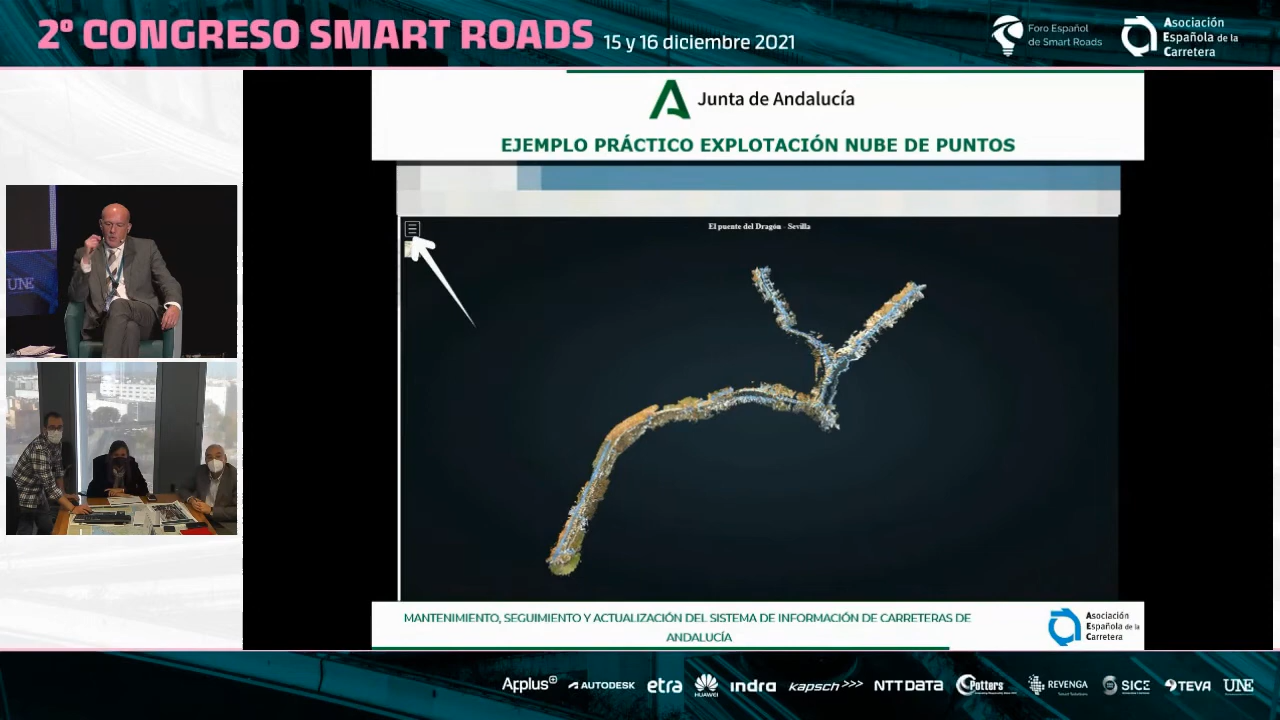 2º CONGRESO SMART ROADS 15 y 16 diciembre 2021
Foro Español
de Smart Roads
Asociación
Española de la
Carretera
Junta de Andalucía
EJEMPLO PRÁCTICO EXPLOTACIÓN NUBE DE PUNTOS
El puente del Dragón - Sevilla
UNE
MANTENIMIENTO, SEGUIMIENTO Y ACTUALIZACIÓN DEL SISTEMA DE INFORMACIÓN DE CARRETERAS DE
ANDALUCÍA
Asociación
Española de la
Carretera
Applus+ AUTODESK etra HUAWEI indra kapsch>>> NTT DATA Potters REVENGA SICE TEVA UNE